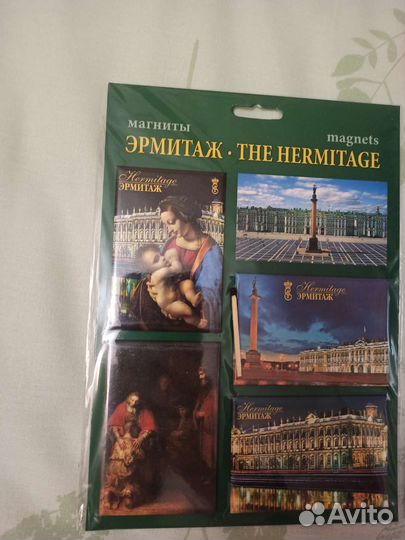 магниты
magnets
ЭРМИТАЖ · THE HERMITAGE
Hermitage
ЭРМИТАЖ
Hermitage
ЭРМИТАЖ
Hermitage
ЭРМИТАЖ
Avito